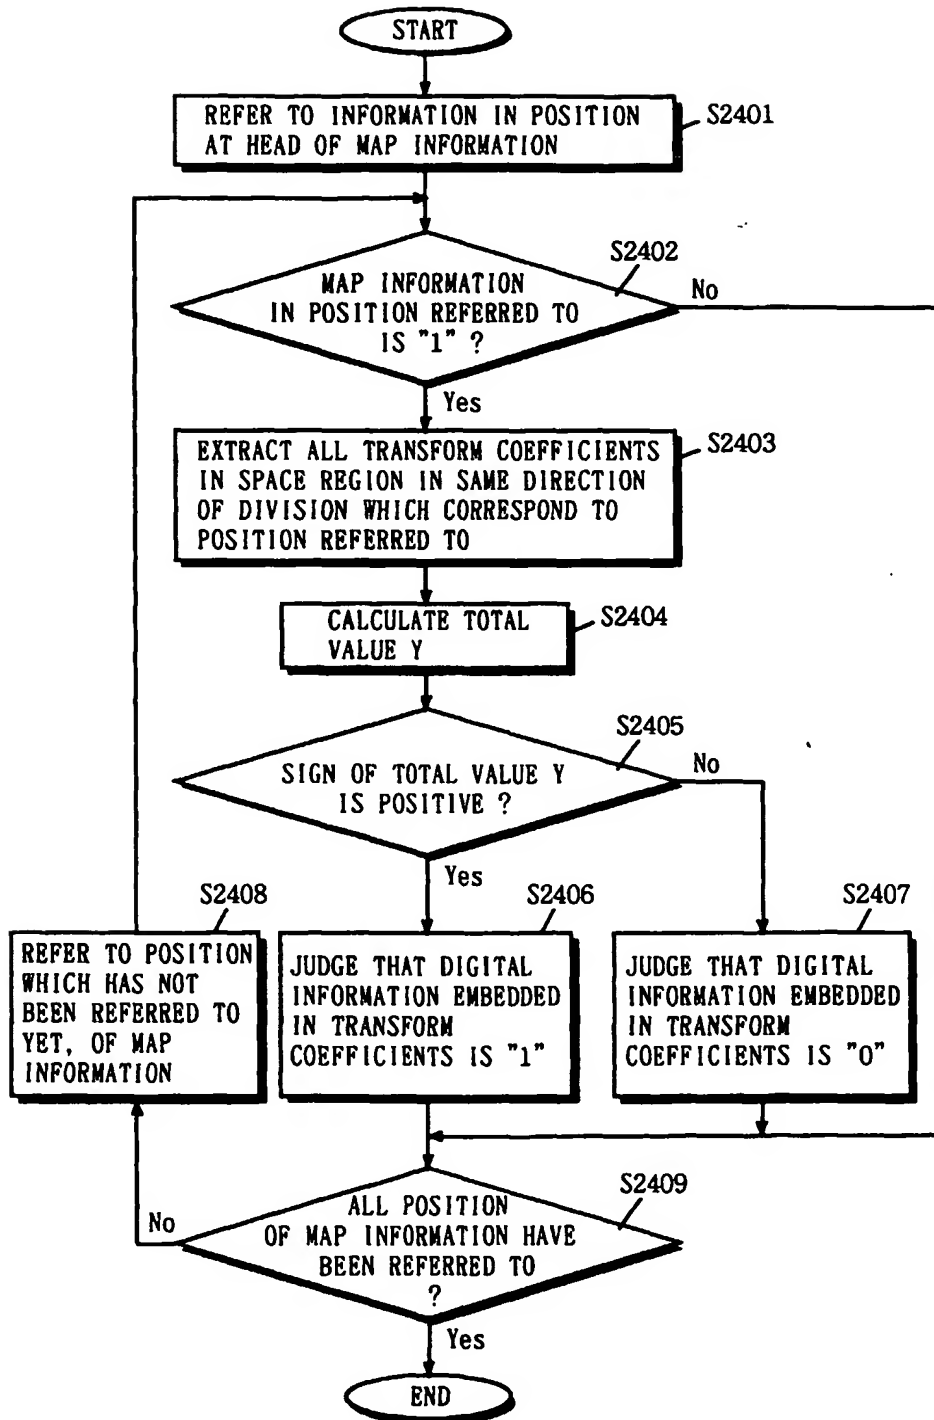 START
REFER TO INFORMATION IN POSITION
AT HEAD OF MAP INFORMATION
S2401
S2402
MAP INFORMATION
IN POSITION REFERRED TO
IS "1" ?
No
Yes
EXTRACT ALL TRANSFORM COEFFICIENTS
IN SPACE REGION IN SAME DIRECTION
OF DIVISION WHICH CORRESPOND TO
POSITION REFERRED TO
S2403
CALCULATE TOTAL
VALUE Y
S2404
S2405
SIGN OF TOTAL VALUE Y
IS POSITIVE ?
No
Yes
S2408
REFER TO POSITION
WHICH HAS NOT
BEEN REFERRED TO
YET, OF MAP
INFORMATION
S2406
JUDGE THAT DIGITAL
INFORMATION EMBEDDED
IN TRANSFORM
COEFFICIENTS IS "1"
S2407
JUDGE THAT DIGITAL
INFORMATION EMBEDDED
IN TRANSFORM
COEFFICIENTS IS "0"
S2409
ALL POSITION
OF MAP INFORMATION HAVE
BEEN REFERRED TO
?
No
Yes
END